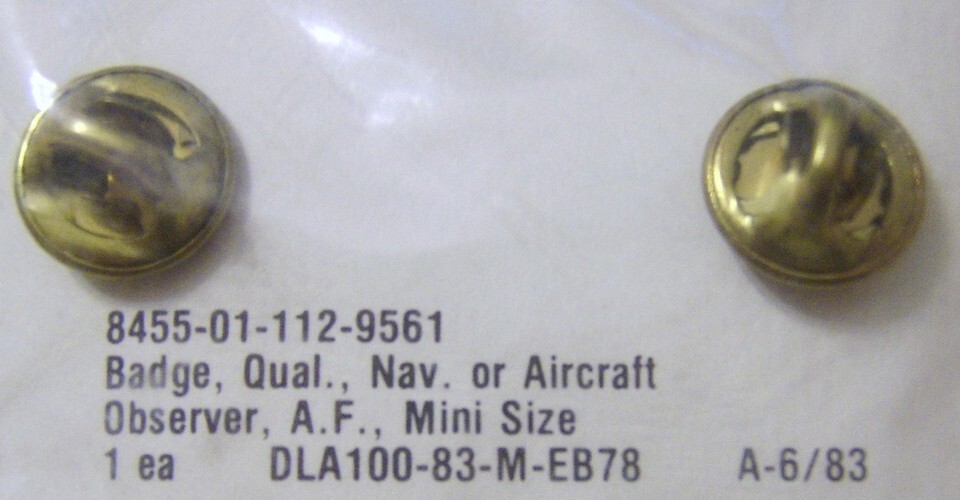 8455-01-112-9561
Badge, Qual., Nav. or Aircraft
Observer, A.F., Mini Size
1 ea DLA100-83-M-EB78 A-6/83